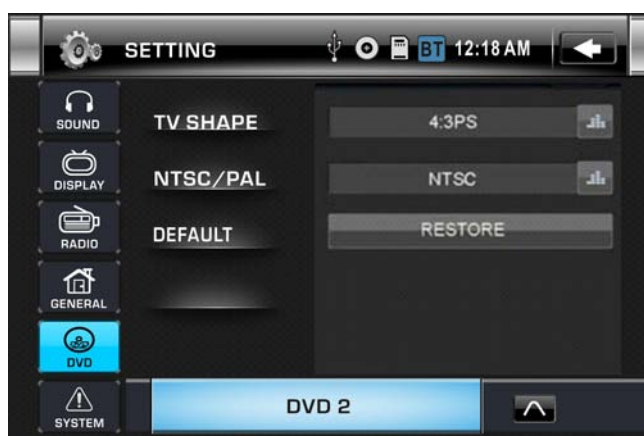 SETTING BT 12:18 AM
SOUND
TV SHAPE 4:3PS
DISPLAY
NTSC/PAL NTSC
RADIO
DEFAULT RESTORE
GENERAL
DVD
SYSTEM
DVD 2